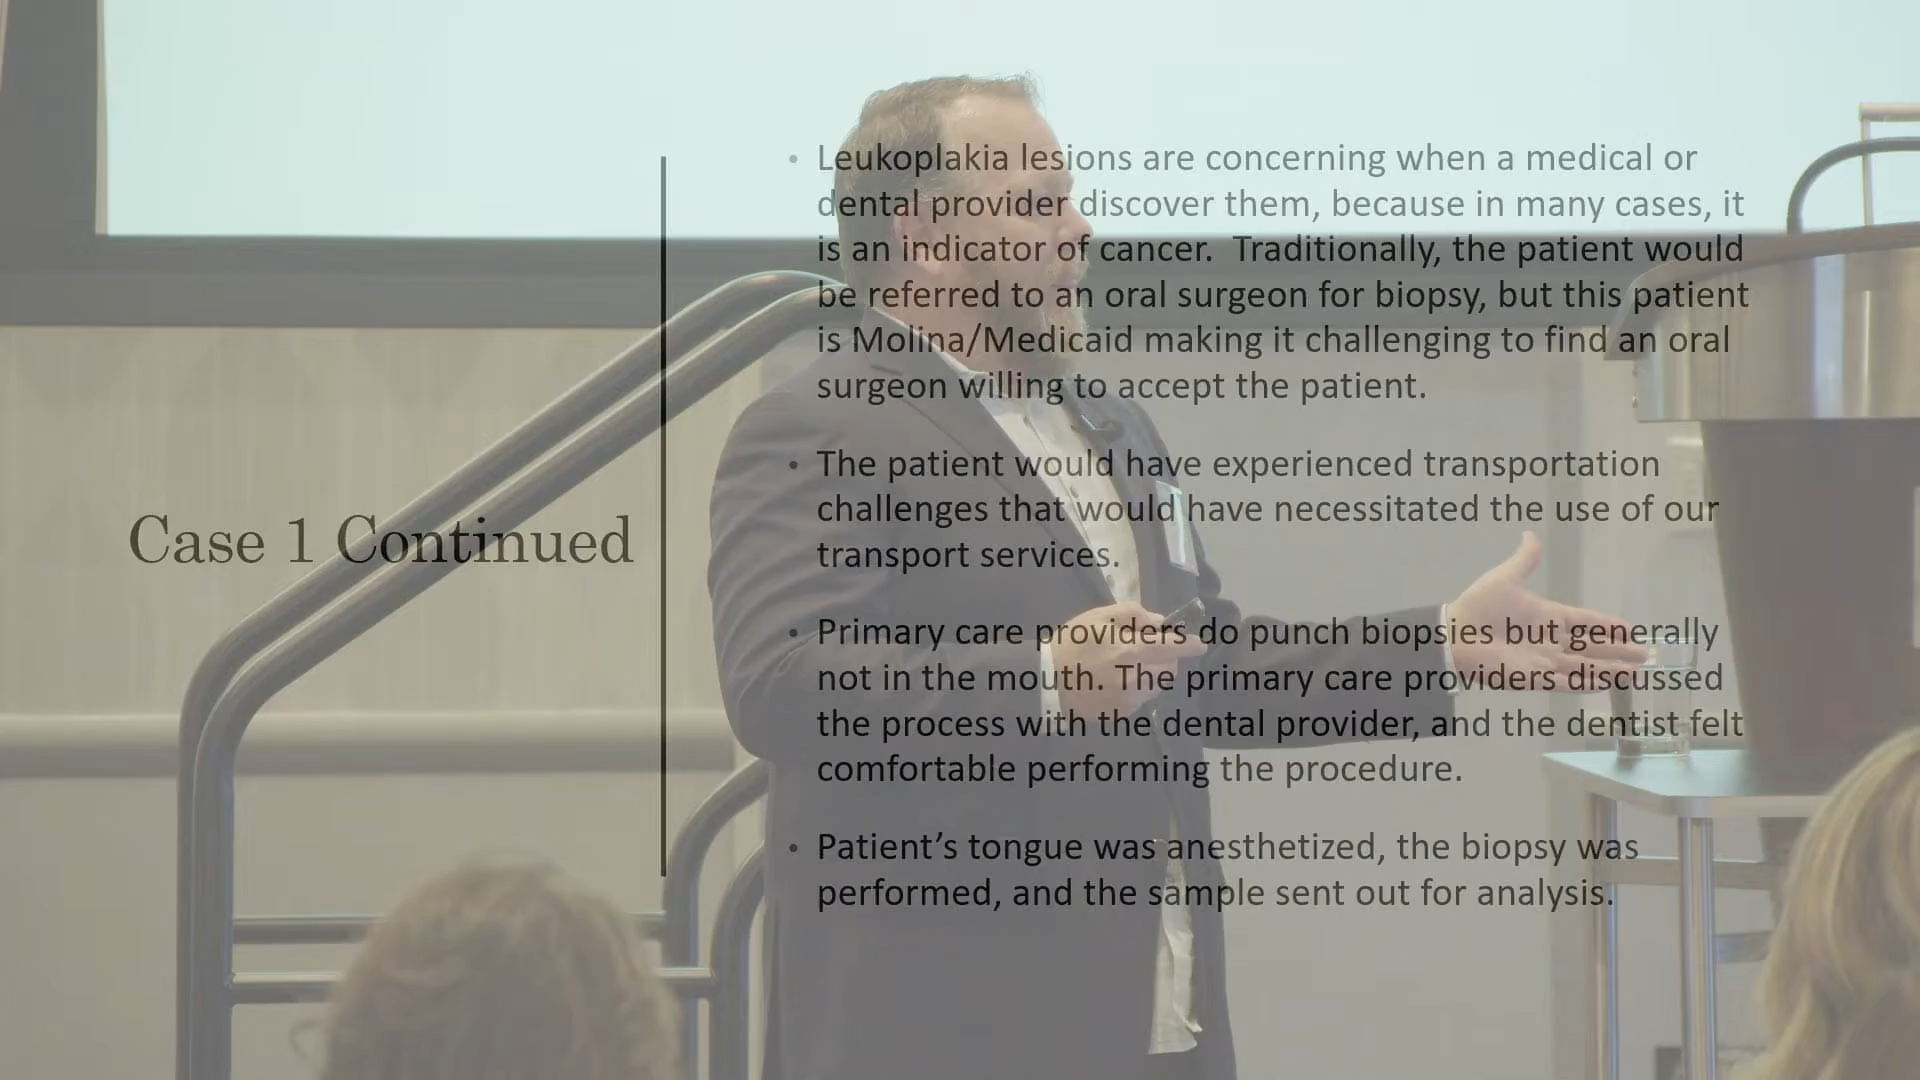 Case 1 Continued
• Leukoplakia lesions are concerning when a medical or
dental provider discover them, because in many cases, it
is an indicator of cancer.  Traditionally, the patient would
be referred to an oral surgeon for biopsy, but this patient
is Molina/Medicaid making it challenging to find an oral
surgeon willing to accept the patient.
• The patient would have experienced transportation
challenges that would have necessitated the use of our
transport services.
• Primary care providers do punch biopsies but generally
not in the mouth. The primary care providers discussed
the process with the dental provider, and the dentist felt
comfortable performing the procedure.
• Patient’s tongue was anesthetized, the biopsy was
performed, and the sample sent out for analysis.